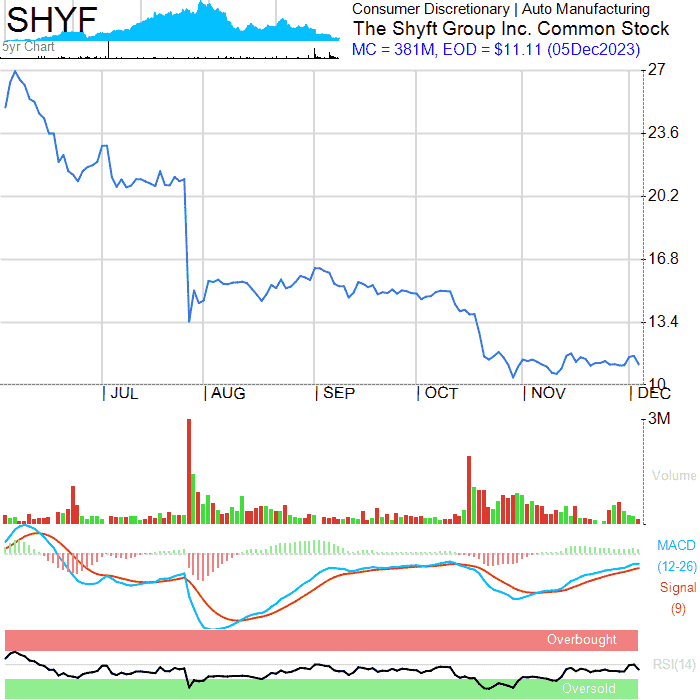 SHYF
5yr Chart
Consumer Discretionary | Auto Manufacturing
The Shyft Group Inc. Common Stock
MC = 381M, EOD = $11.11 (05Dec2023)
27
23.6
20.2
16.8
13.4
10
| JUL | AUG | SEP | OCT | NOV | DEC
3M
Volume
MACD
(12-26)
Signal
(9)
Overbought
RSI(14)
Oversold